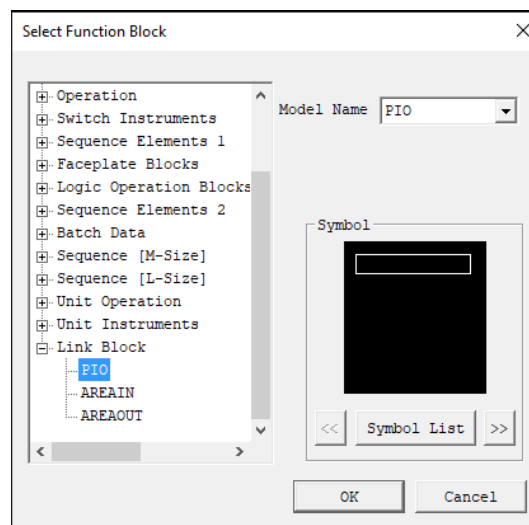 Select Function Block
Operation
Switch Instruments
Sequence Elements 1
Faceplate Blocks
Logic Operation Blocks
Sequence Elements 2
Batch Data
Sequence [M-Size]
Sequence [L-Size]
Unit Operation
Unit Instruments
Link Block
PIO
AREAIN
AREAOUT
Model Name PIO
Symbol
<< Symbol List >>
OK Cancel